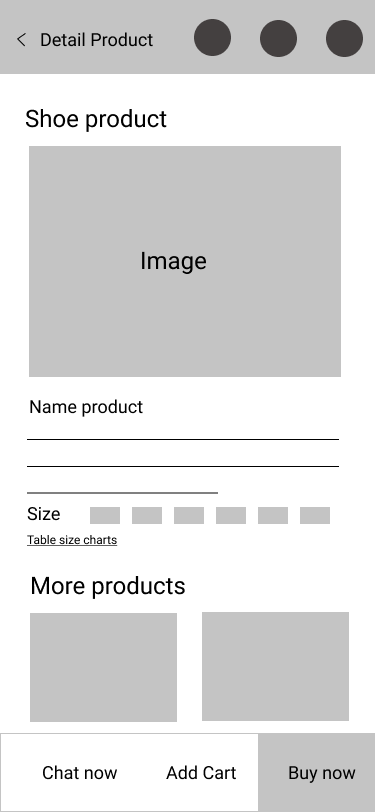 Detail Product
Shoe product
Image
Name product
Size
Table size charts
More products
Chat now
Add Cart
Buy now